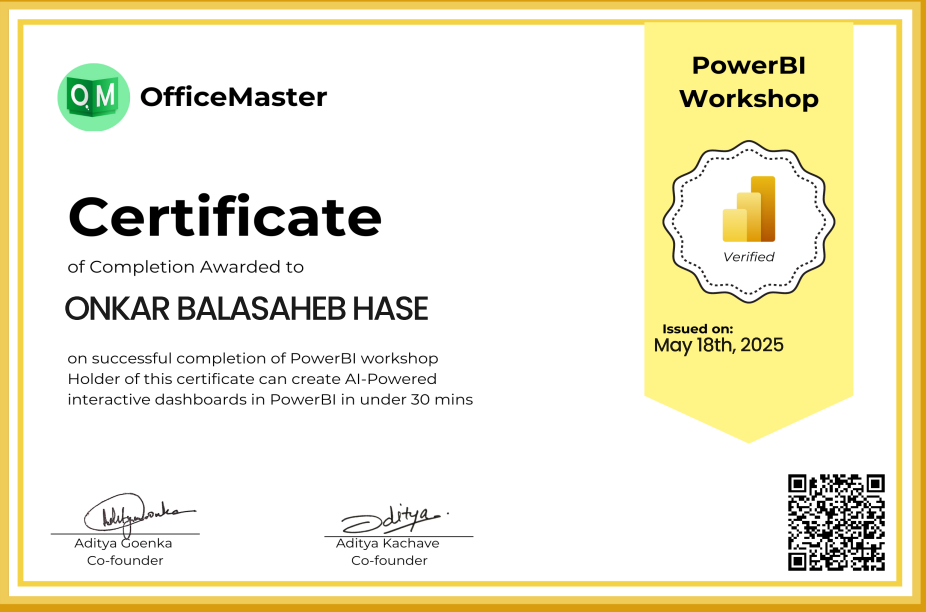 OM
OfficeMaster
PowerBI
Workshop
Certificate
of Completion Awarded to
ONKAR BALASAHEB HASE
on successful completion of PowerBI workshop
Holder of this certificate can create AI-Powered
interactive dashboards in PowerBI in under 30 mins
Verified
Issued on:
May 18th, 2025
Aditya Goenka
Co-founder
Aditya
Aditya Kachave
Co-founder